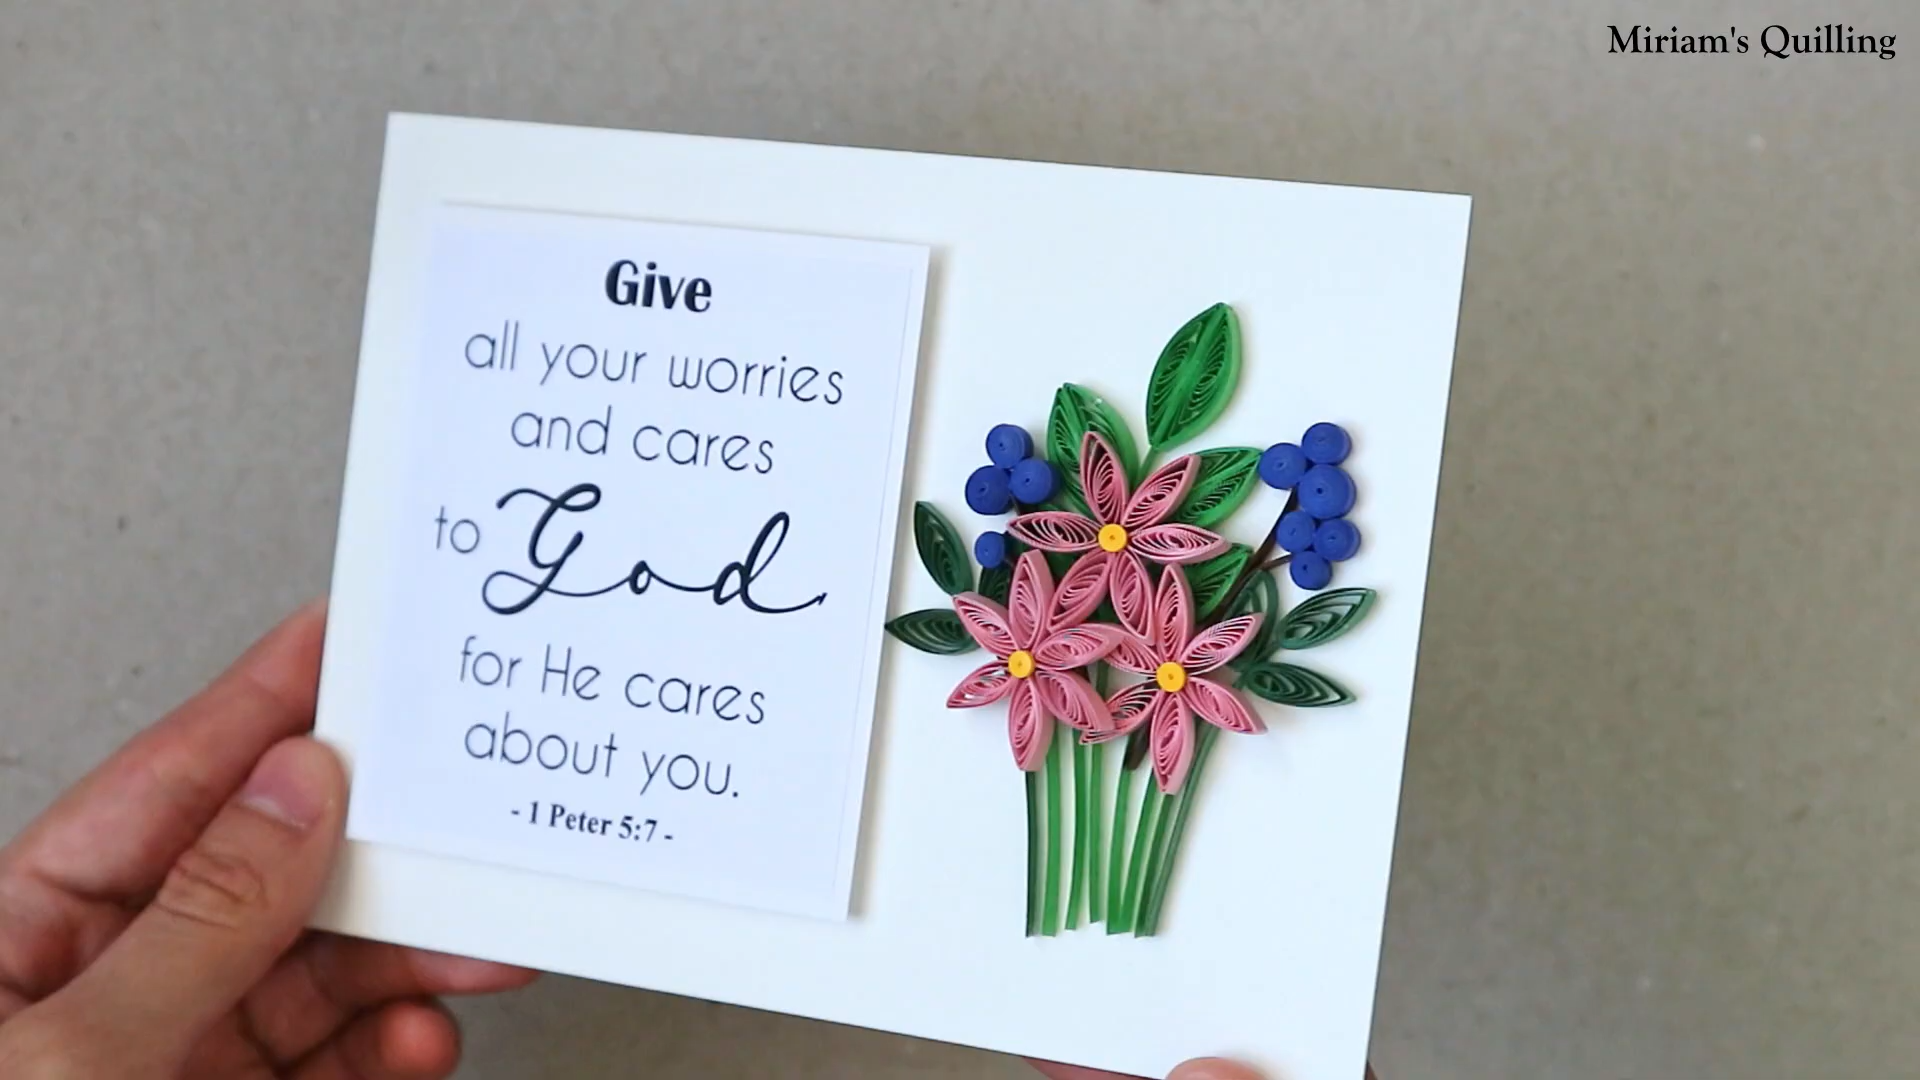 Miriam's Quilling
Give
all your worries
and cares
to God
for He cares
about you.
- 1 Peter 5:7 -